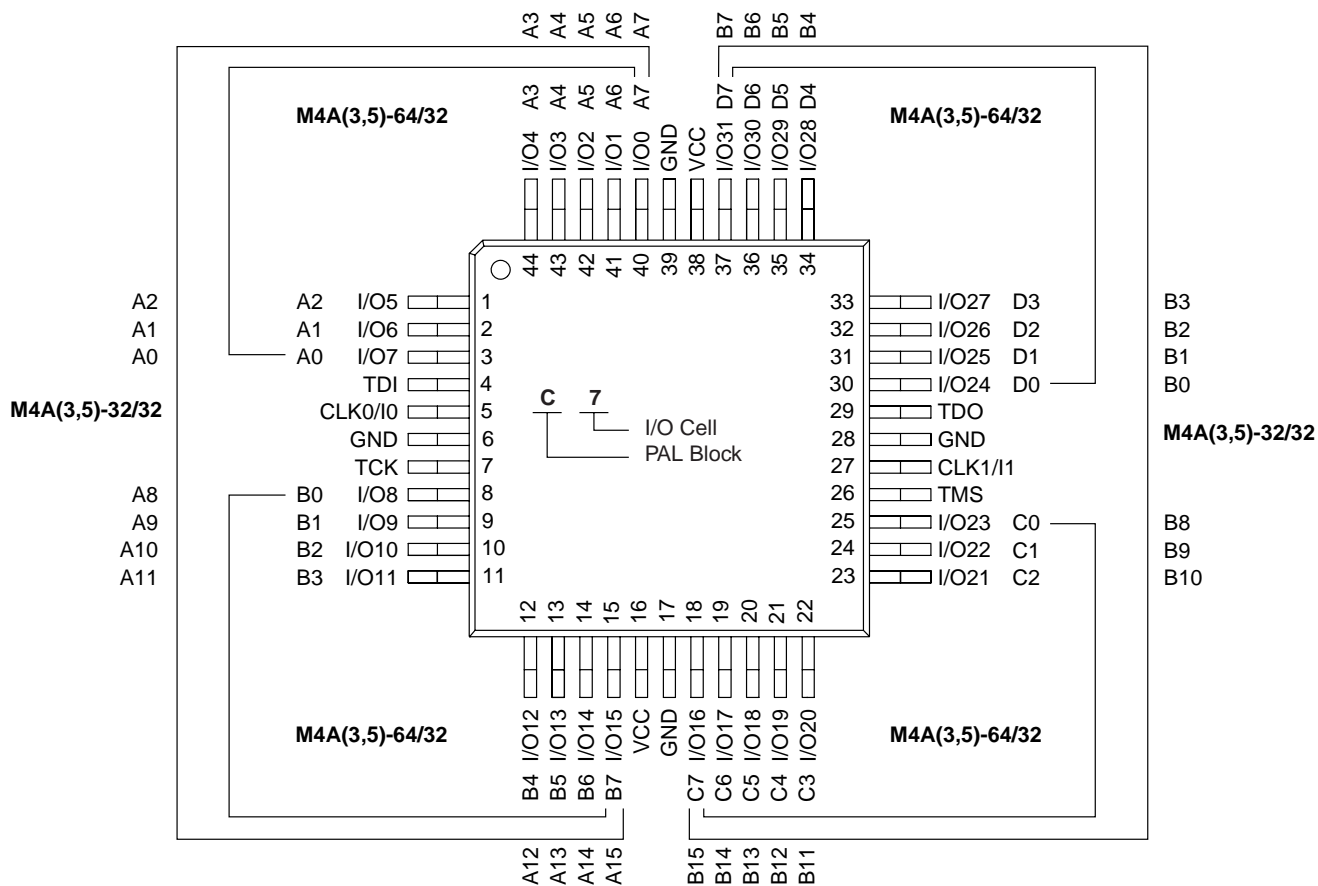 A3 A4 A5 A6 A7 B7 B6 B5 B4
A3 A4 A5 A6 A7 D7 D6 D5 D4
M4A(3,5)-64/32 M4A(3,5)-64/32
I/O4 I/O3 I/O2 I/O1 I/O0 GND VCC I/O31 I/O30 I/O29 I/O28
44 43 42 41 40 39 38 37 36 35 34
A2 A2 I/O5 1 33 I/O27 D3 B3
A1 A1 I/O6 2 32 I/O26 D2 B2
A0 A0 I/O7 3 31 I/O25 D1 B1
TDI 4 30 I/O24 D0 B0
M4A(3,5)-32/32 CLK0/I0 5 C 7 29 TDO
I/O Cell
GND 6 28 GND M4A(3,5)-32/32
PAL Block
TCK 7 27 CLK1/I1
A8 B0 I/O8 8 26 TMS
A9 B1 I/O9 9 25 I/O23 C0 B8
A10 B2 I/O10 10 24 I/O22 C1 B9
A11 B3 I/O11 11 23 I/O21 C2 B10
12 13 14 15 16 17 18 19 20 21 22
I/O12 I/O13 I/O14 I/O15 VCC GND I/O16 I/O17 I/O18 I/O19 I/O20
M4A(3,5)-64/32 M4A(3,5)-64/32
B4 B5 B6 B7 C7 C6 C5 C4 C3
A12 A13 A14 A15 B15 B14 B13 B12 B11